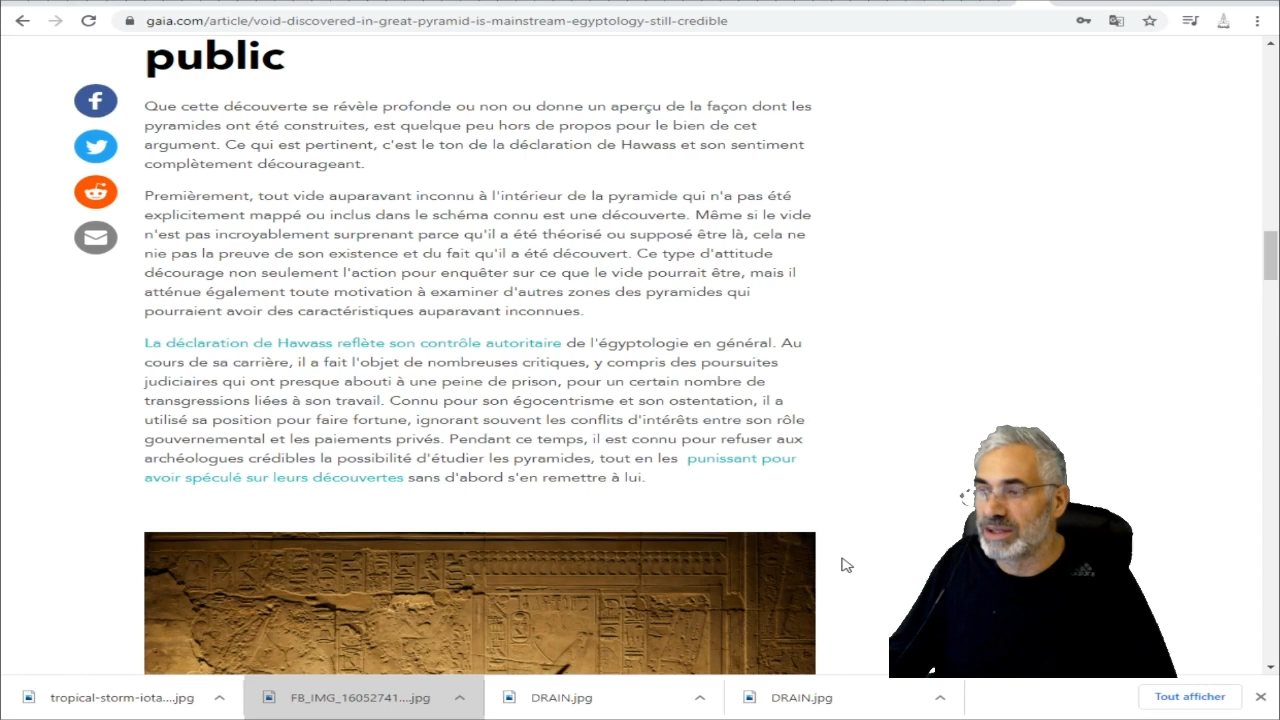 gaia.com/article/void-discovered-in-great-pyramid-is-mainstream-egyptology-still-credible
public
Que cette découverte se révèle profonde ou non ou donne un aperçu de la façon dont les
pyramides ont été construites, est quelque peu hors de propos pour le bien de cet
argument. Ce qui est pertinent, c'est le ton de la déclaration de Hawass et son sentiment
complètement décourageant.
Premièrement, tout vide auparavant inconnu à l'intérieur de la pyramide qui n'a pas été
explicitement mappé ou inclus dans le schéma connu est une découverte. Même si le vide
n'est pas incroyablement surprenant parce qu'il a été théorisé ou supposé être là, cela ne
nie pas la preuve de son existence et du fait qu'il a été découvert. Ce type d'attitude
décourage non seulement l'action pour enquêter sur ce que le vide pourrait être, mais il
atténue également toute motivation à examiner d'autres zones des pyramides qui
pourraient avoir des caractéristiques auparavant inconnues.
La déclaration de Hawass reflète son contrôle autoritaire de l'égyptologie en général. Au
cours de sa carrière, il a fait l'objet de nombreuses critiques, y compris des poursuites
judiciaires qui ont presque abouti à une peine de prison, pour un certain nombre de
transgressions liées à son travail. Connu pour son égocentrisme et son ostentation, il a
utilisé sa position pour faire fortune, ignorant souvent les conflits d'intérêts entre son rôle
gouvernemental et les paiements privés. Pendant ce temps, il est connu pour refuser aux
archéologues crédibles la possibilité d'étudier les pyramides, tout en les punissant pour
avoir spéculé sur leurs découvertes sans d'abord s'en remettre à lui.
adidas
tropical-storm-iota....jpg
FB_IMG_16052741....jpg
DRAIN.jpg
DRAIN.jpg
Tout afficher